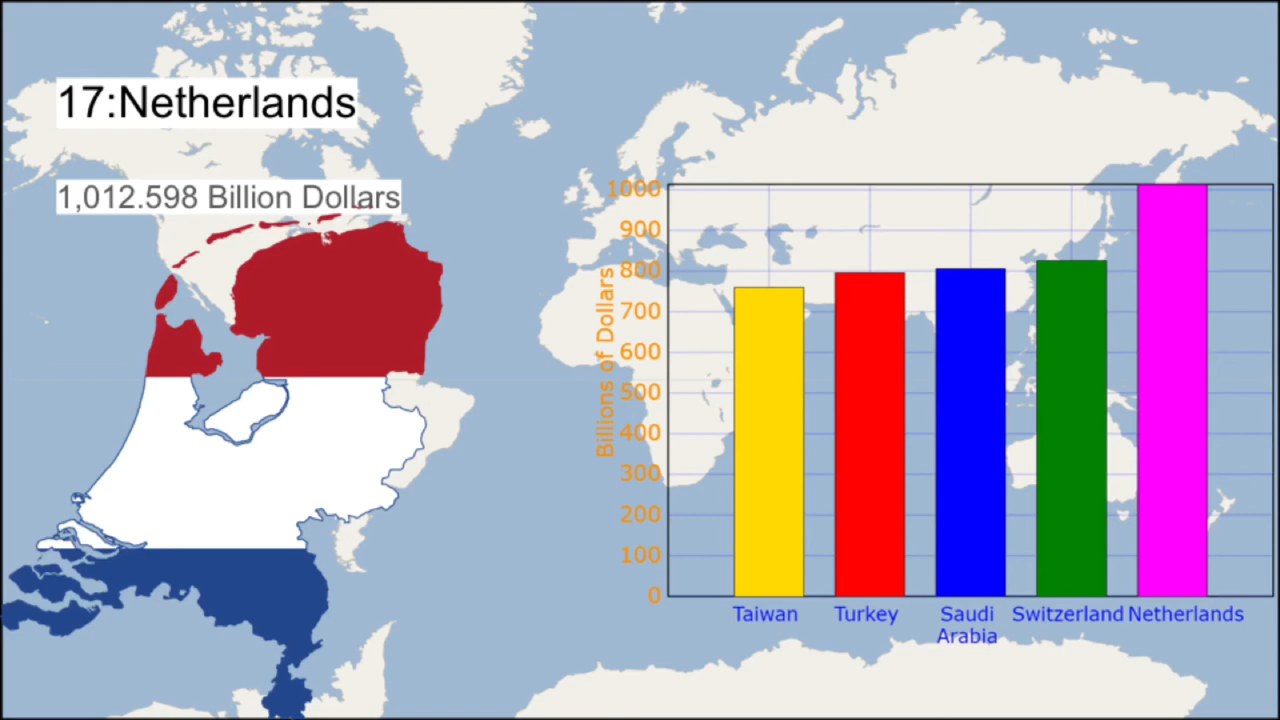 17:Netherlands
1,012.598 Billion Dollars
Billions of Dollars
1000
900
800
700
600
500
400
300
200
100
0
Taiwan Turkey Saudi Arabia Switzerland Netherlands